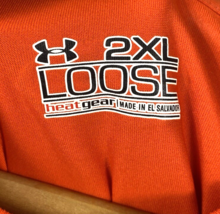 2XL
LOOSE
heatgear | MADE IN EL SALVADOR